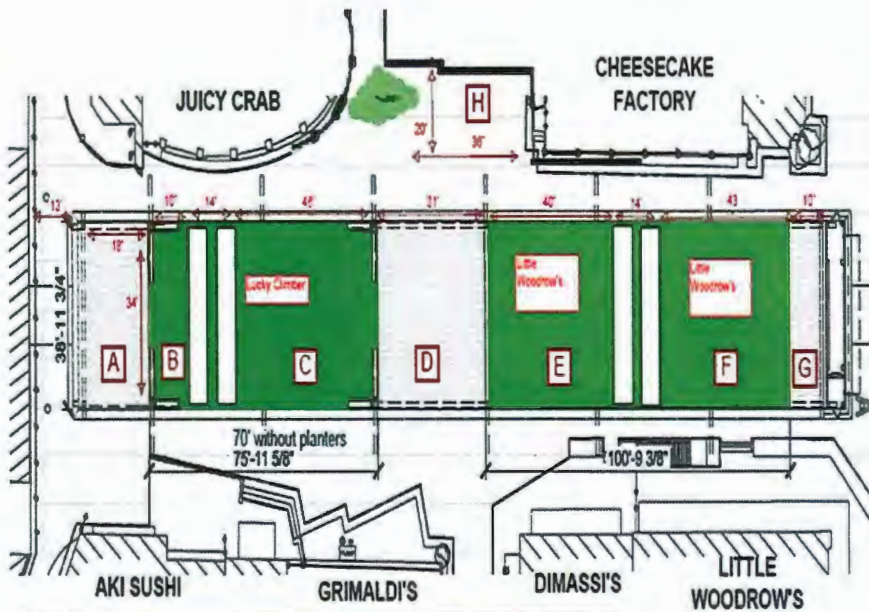 CHEESECAKE
FACTORY
JUICY CRAB
H
20'
36'
13'
10'
14'
46'
31'
40'
14'
43
10'
18'
34'
38'-11 3/4"
Lucky Climber
Little
Woodrow's
Little
Woodrow's
A
B
C
D
E
F
G
70' without planters
75'-11 5/8"
100'-9 3/8"
AKI SUSHI
GRIMALDI'S
DIMASSI'S
LITTLE
WOODROW'S